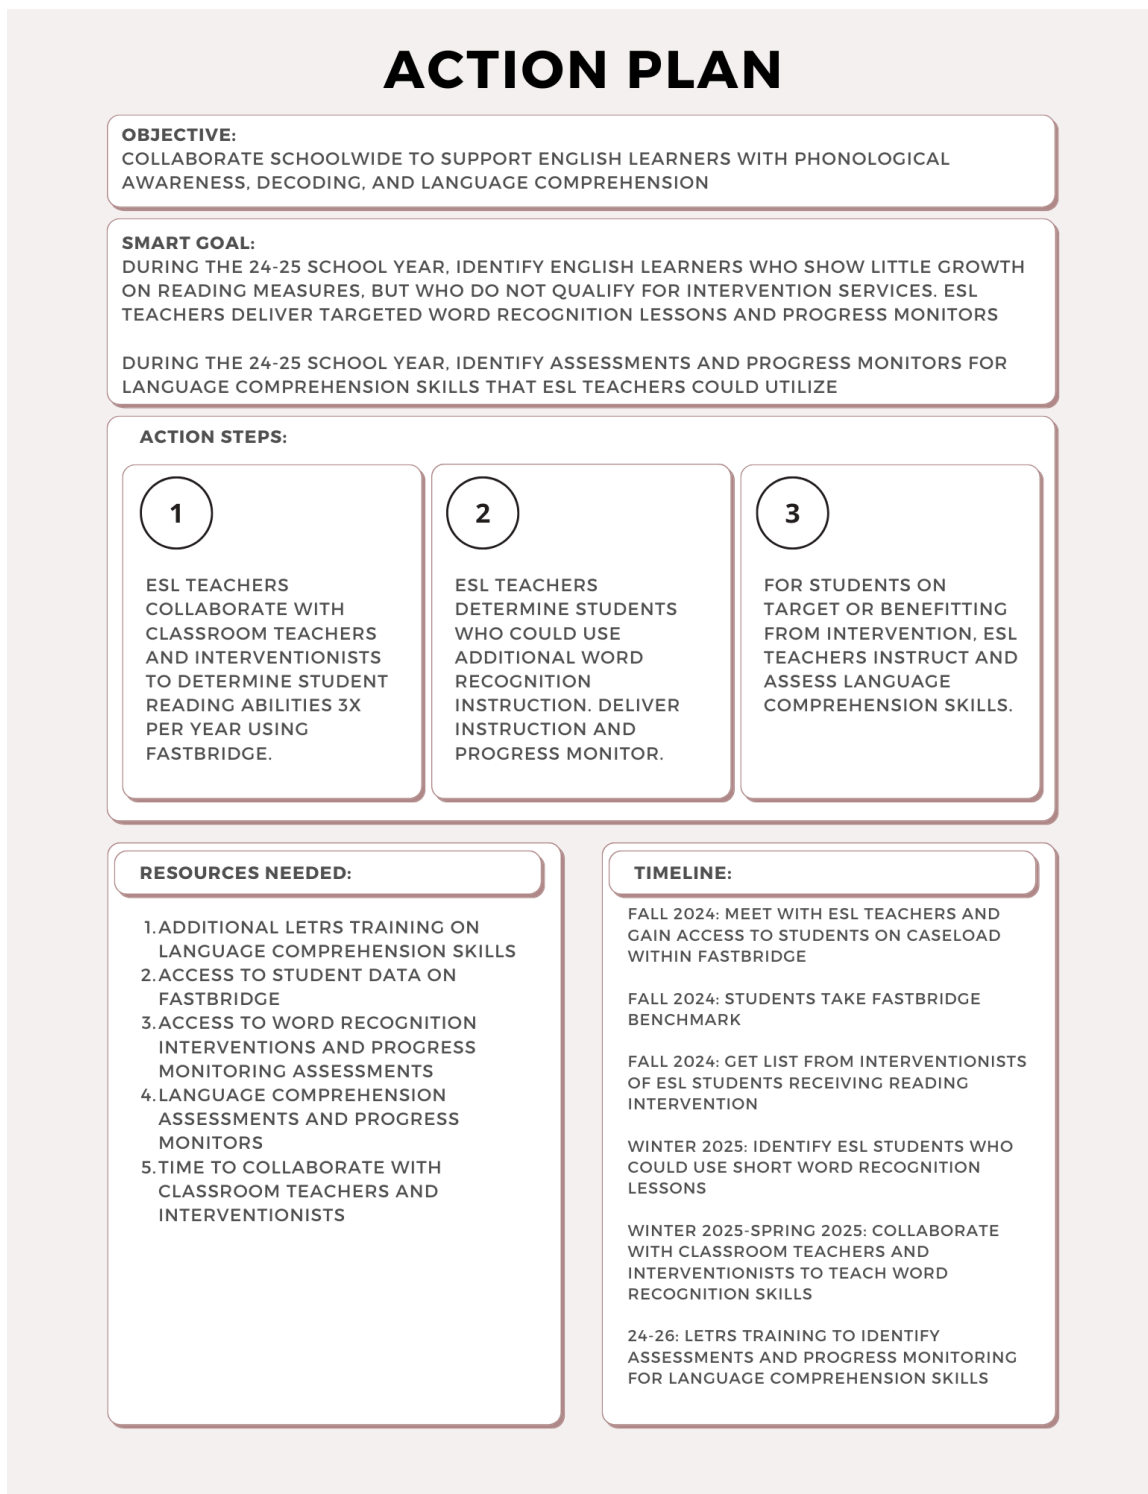 ACTION PLAN
OBJECTIVE:
COLLABORATE SCHOOLWIDE TO SUPPORT ENGLISH LEARNERS WITH PHONOLOGICAL
AWARENESS, DECODING, AND LANGUAGE COMPREHENSION
SMART GOAL:
DURING THE 24-25 SCHOOL YEAR, IDENTIFY ENGLISH LEARNERS WHO SHOW LITTLE GROWTH
ON READING MEASURES, BUT WHO DO NOT QUALIFY FOR INTERVENTION SERVICES. ESL
TEACHERS DELIVER TARGETED WORD RECOGNITION LESSONS AND PROGRESS MONITORS
DURING THE 24-25 SCHOOL YEAR, IDENTIFY ASSESSMENTS AND PROGRESS MONITORS FOR
LANGUAGE COMPREHENSION SKILLS THAT ESL TEACHERS COULD UTILIZE
ACTION STEPS:
1
ESL TEACHERS
COLLABORATE WITH
CLASSROOM TEACHERS
AND INTERVENTIONISTS
TO DETERMINE STUDENT
READING ABILITIES 3X
PER YEAR USING
FASTBRIDGE.
2
ESL TEACHERS
DETERMINE STUDENTS
WHO COULD USE
ADDITIONAL WORD
RECOGNITION
INSTRUCTION. DELIVER
INSTRUCTION AND
PROGRESS MONITOR.
3
FOR STUDENTS ON
TARGET OR BENEFITTING
FROM INTERVENTION, ESL
TEACHERS INSTRUCT AND
ASSESS LANGUAGE
COMPREHENSION SKILLS.
RESOURCES NEEDED:
1. ADDITIONAL LETRS TRAINING ON
LANGUAGE COMPREHENSION SKILLS
2. ACCESS TO STUDENT DATA ON
FASTBRIDGE
3. ACCESS TO WORD RECOGNITION
INTERVENTIONS AND PROGRESS
MONITORING ASSESSMENTS
4. LANGUAGE COMPREHENSION
ASSESSMENTS AND PROGRESS
MONITORS
5. TIME TO COLLABORATE WITH
CLASSROOM TEACHERS AND
INTERVENTIONISTS
TIMELINE:
FALL 2024: MEET WITH ESL TEACHERS AND
GAIN ACCESS TO STUDENTS ON CASELOAD
WITHIN FASTBRIDGE
FALL 2024: STUDENTS TAKE FASTBRIDGE
BENCHMARK
FALL 2024: GET LIST FROM INTERVENTIONISTS
OF ESL STUDENTS RECEIVING READING
INTERVENTION
WINTER 2025: IDENTIFY ESL STUDENTS WHO
COULD USE SHORT WORD RECOGNITION
LESSONS
WINTER 2025-SPRING 2025: COLLABORATE
WITH CLASSROOM TEACHERS AND
INTERVENTIONISTS TO TEACH WORD
RECOGNITION SKILLS
24-26: LETRS TRAINING TO IDENTIFY
ASSESSMENTS AND PROGRESS MONITORING
FOR LANGUAGE COMPREHENSION SKILLS